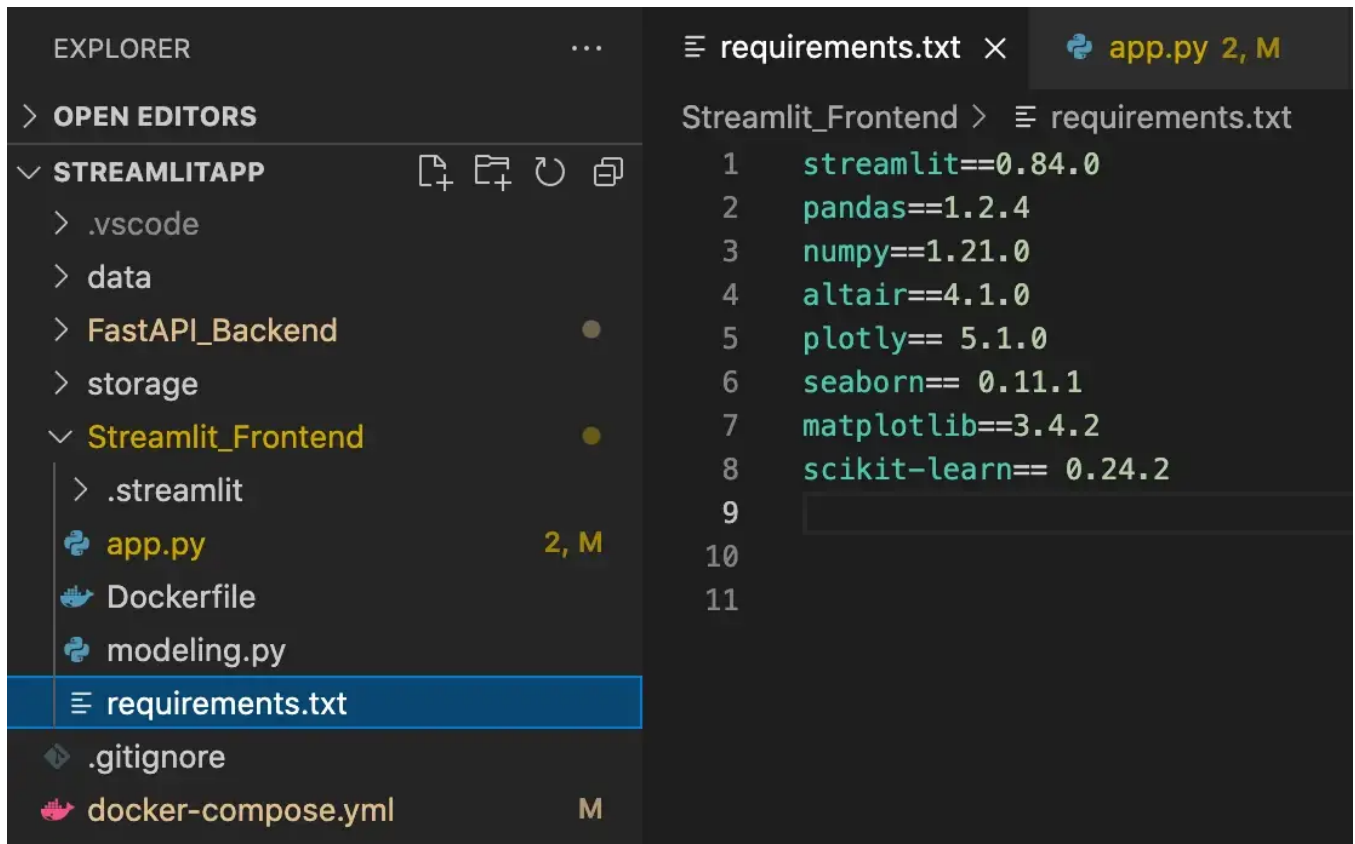 EXPLORER
OPEN EDITORS
STREAMLITAPP
.vscode
data
FastAPI_Backend
storage
Streamlit_Frontend
.streamlit
app.py 2, M
Dockerfile
modeling.py
requirements.txt
.gitignore
docker-compose.yml M
requirements.txt
app.py 2, M
Streamlit_Frontend > requirements.txt
1 streamlit==0.84.0
2 pandas==1.2.4
3 numpy==1.21.0
4 altair==4.1.0
5 plotly== 5.1.0
6 seaborn== 0.11.1
7 matplotlib==3.4.2
8 scikit-learn== 0.24.2
9
10
11